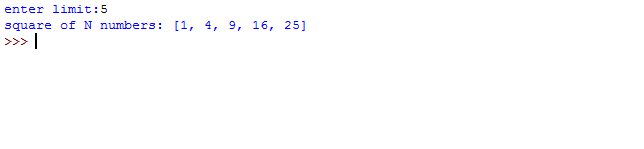 enter limit:5
square of N numbers: [1, 4, 9, 16, 25]
>>>